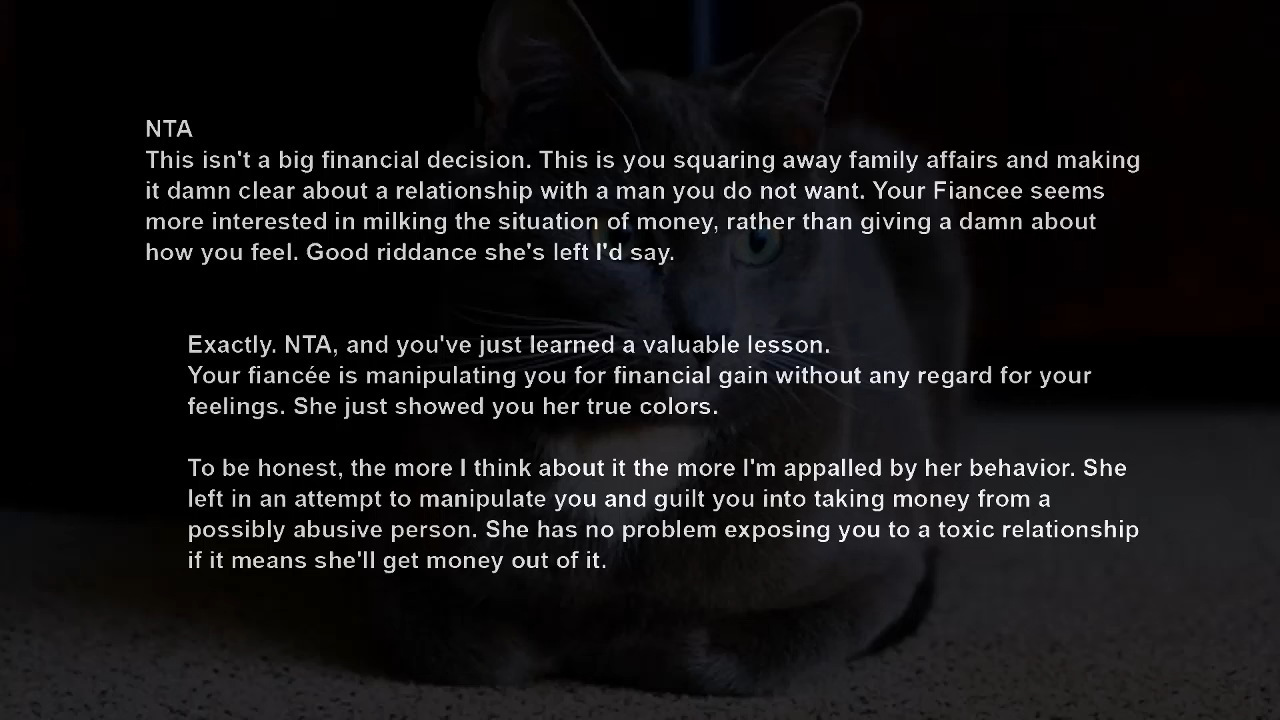 NTA
This isn't a big financial decision. This is you squaring away family affairs and making
it damn clear about a relationship with a man you do not want. Your Fiancee seems
more interested in milking the situation of money, rather than giving a damn about
how you feel. Good riddance she's left I'd say.
Exactly. NTA, and you've just learned a valuable lesson.
Your fiancée is manipulating you for financial gain without any regard for your
feelings. She just showed you her true colors.
To be honest, the more I think about it the more I'm appalled by her behavior. She
left in an attempt to manipulate you and guilt you into taking money from a
possibly abusive person. She has no problem exposing you to a toxic relationship
if it means she'll get money out of it.